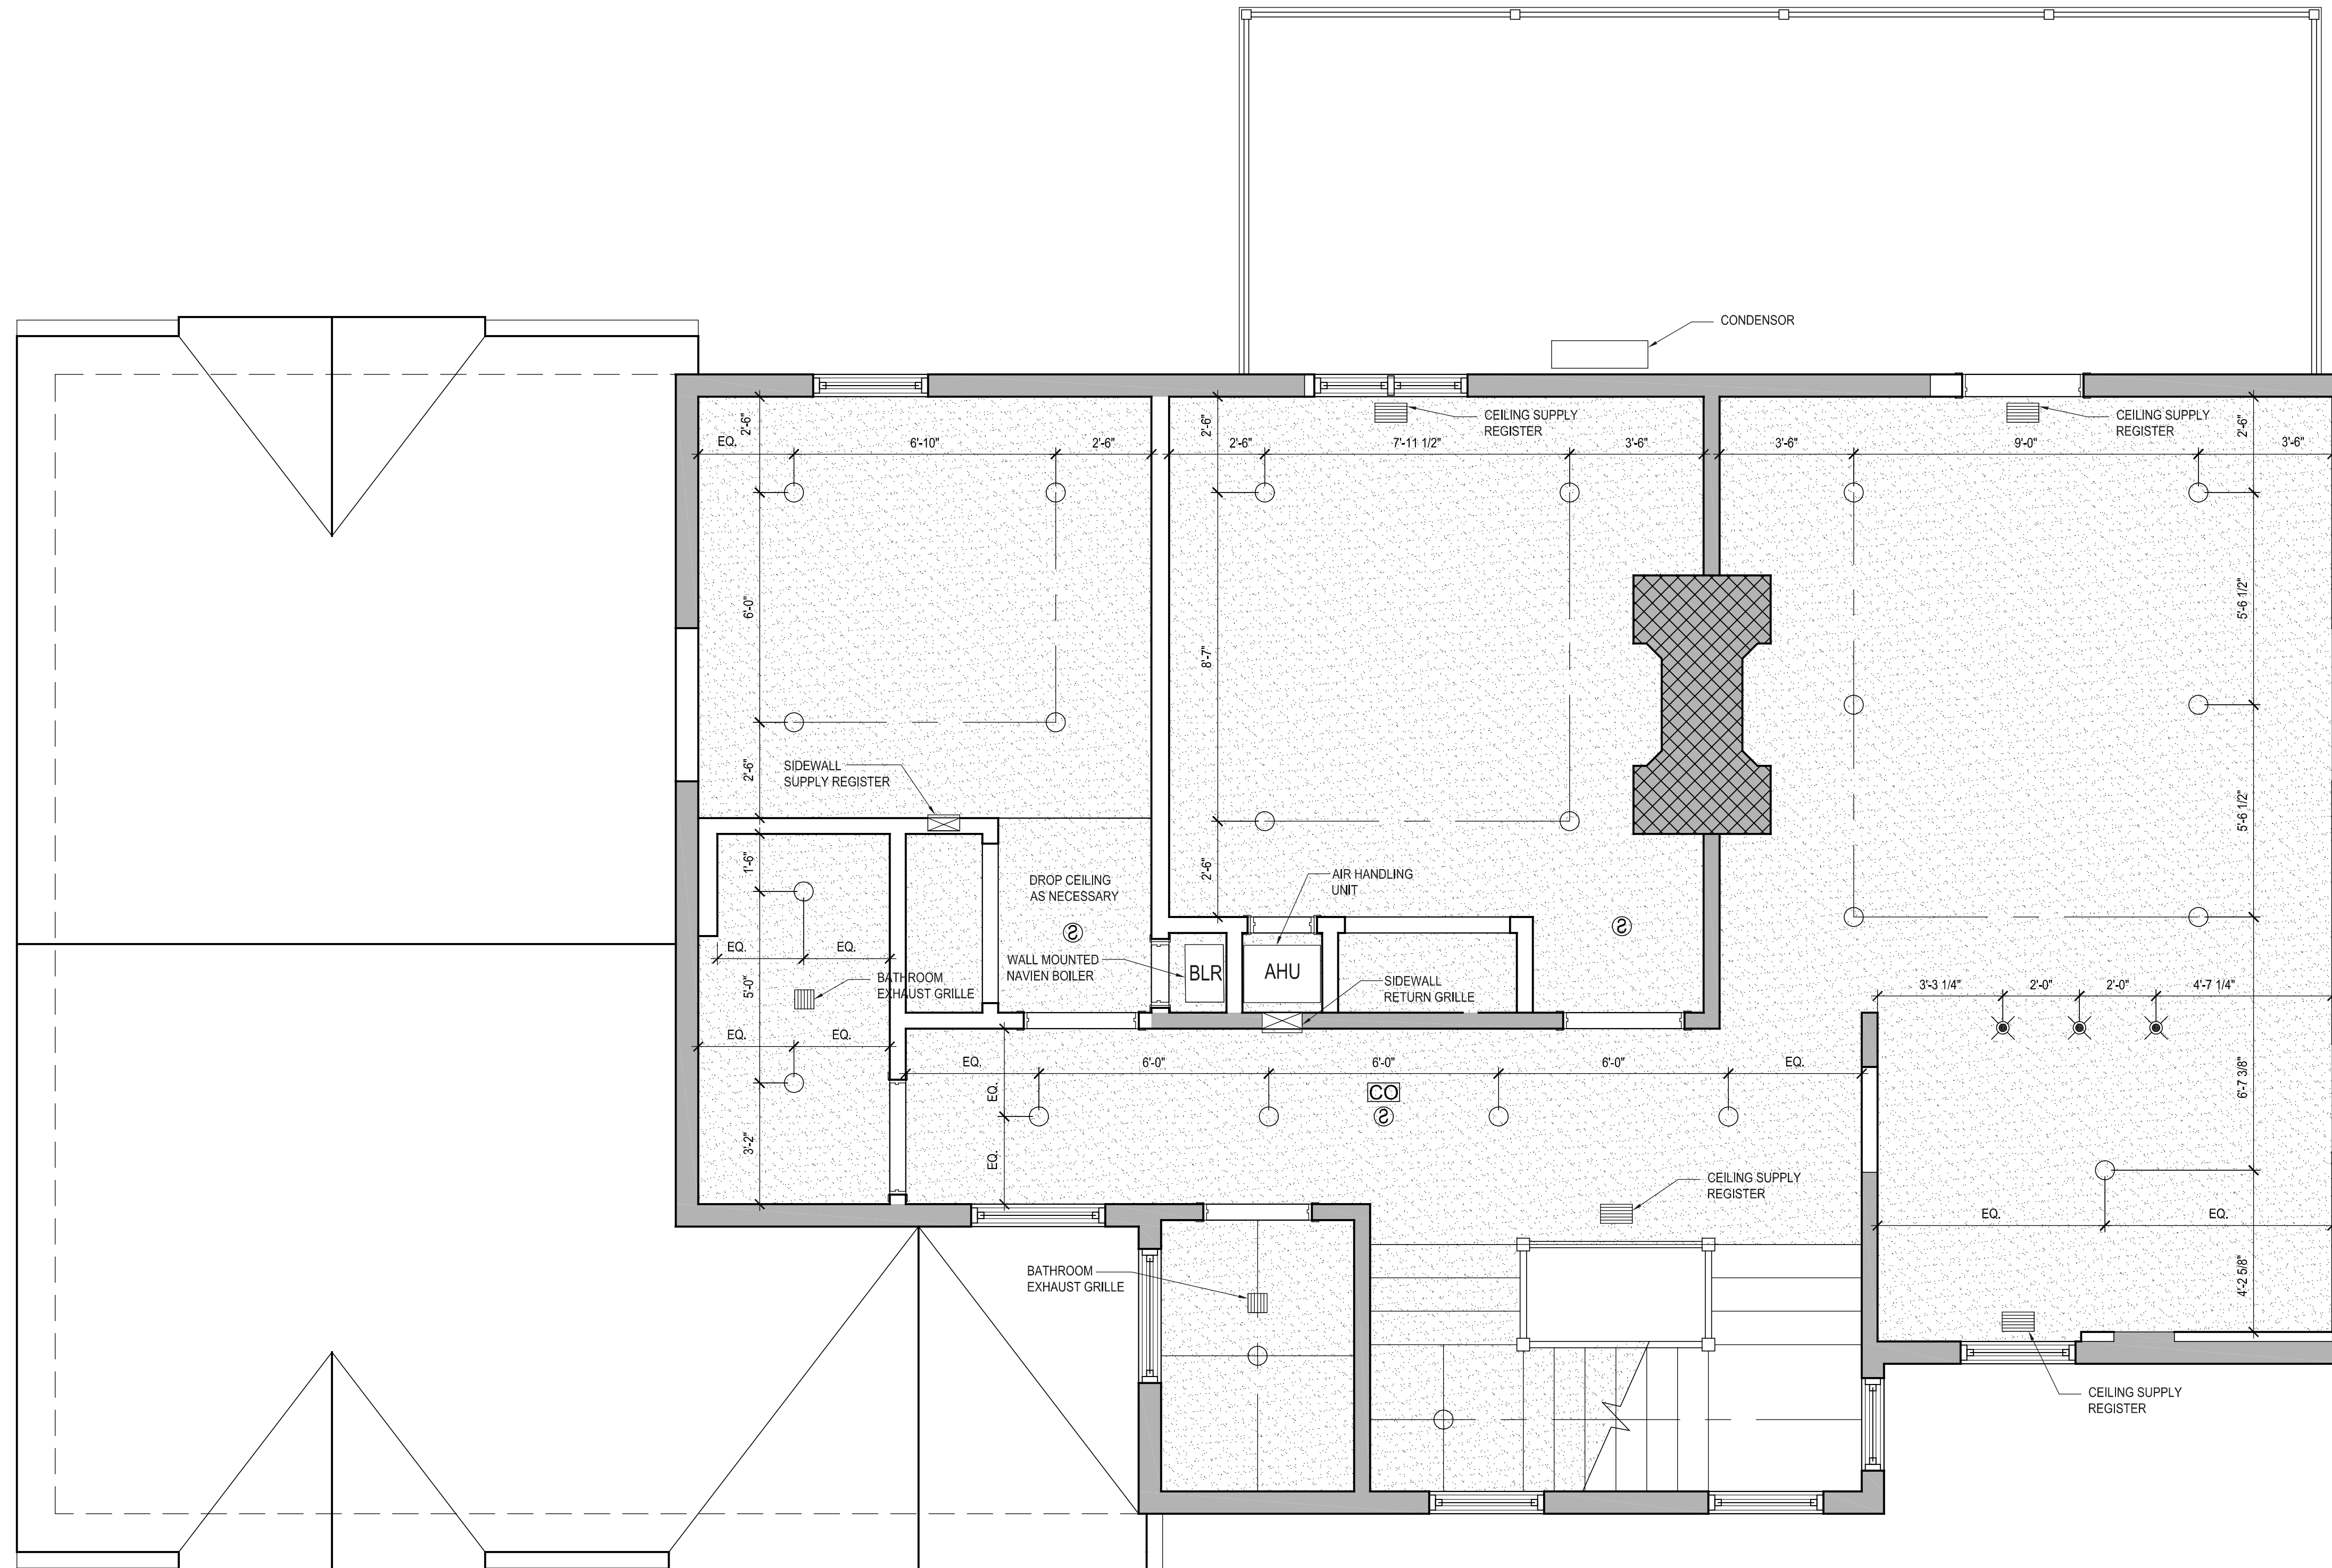 CONDENSOR
CEILING SUPPLY
REGISTER
CEILING SUPPLY
REGISTER
2'-6"
EQ.
6'-10"
2'-6"
2'-6"
2'-6"
7'-11 1/2"
3'-6"
3'-6"
9'-0"
2'-6"
3'-6"
6'-0"
8'-7"
5'-6 1/2"
2'-6"
SIDEWALL
SUPPLY REGISTER
5'-6 1/2"
1'-6"
DROP CEILING
AS NECESSARY
2'-6"
AIR HANDLING
UNIT
S
S
EQ.
EQ.
WALL MOUNTED
NAVIEN BOILER
BLR
AHU
SIDEWALL
RETURN GRILLE
BATHROOM
EXHAUST GRILLE
5'-0"
3'-3 1/4"
2'-0"
2'-0"
4'-7 1/4"
EQ.
EQ.
EQ.
6'-0"
6'-0"
6'-0"
EQ.
EQ.
CO
S
6'-7 3/8"
3'-2"
EQ.
CEILING SUPPLY
REGISTER
EQ.
EQ.
BATHROOM
EXHAUST GRILLE
4'-2 5/8"
CEILING SUPPLY
REGISTER